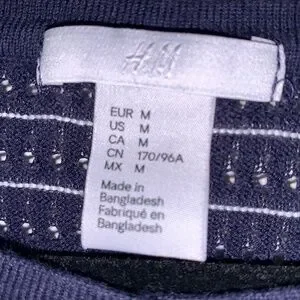 H&M
EUR M
US M
CA M
CN 170/96A
MX M
Made in
Bangladesh
Fabriqué en
Bangladesh